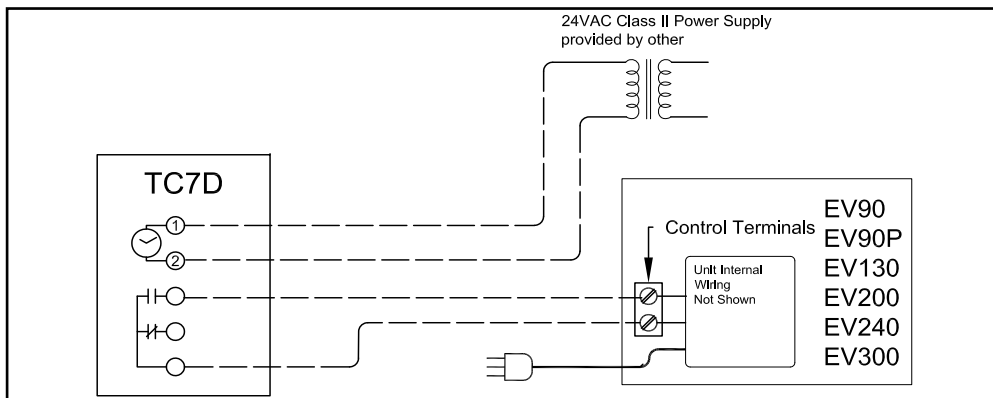 24VAC Class II Power Supply
provided by other
TC7D
1
2
Control Terminals
Unit Internal
Wiring
Not Shown
EV90
EV90P
EV130
EV200
EV240
EV300